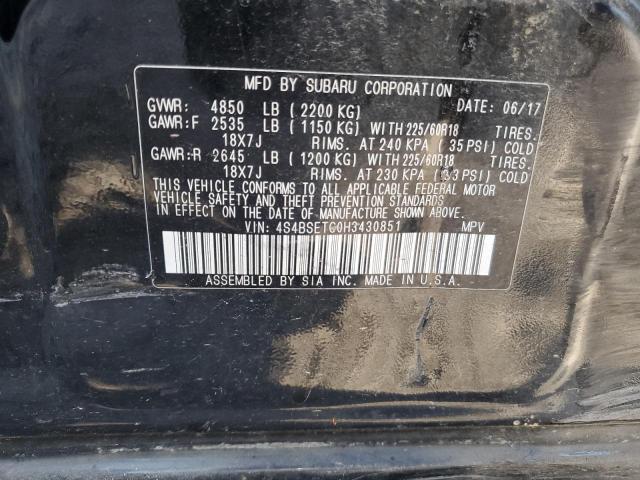 MFD BY SUBARU CORPORATION
GVWR: 4850 LB ( 2200 KG) DATE: 06/17
GAWR:F 2535 LB ( 1150 KG) WITH 225/60R18 TIRES.
18X7J RIMS. AT 240 KPA ( 35 PSI) COLD
GAWR:R 2645 LB ( 1200 KG) WITH 225/60R18 TIRES.
18X7J RIMS. AT 230 KPA ( 33 PSI) COLD
THIS VEHICLE CONFORMS TO ALL APPLICABLE FEDERAL MOTOR
VEHICLE SAFETY, THEFT PREVENTION AND BUMPER STANDARDS
IN EFFECT ON THE DATE OF MANUFACTURE SHOWN ABOVE.
VIN: 4S4BSETC0H3430851 MPV
ASSEMBLED BY SIA INC. MADE IN U.S.A.